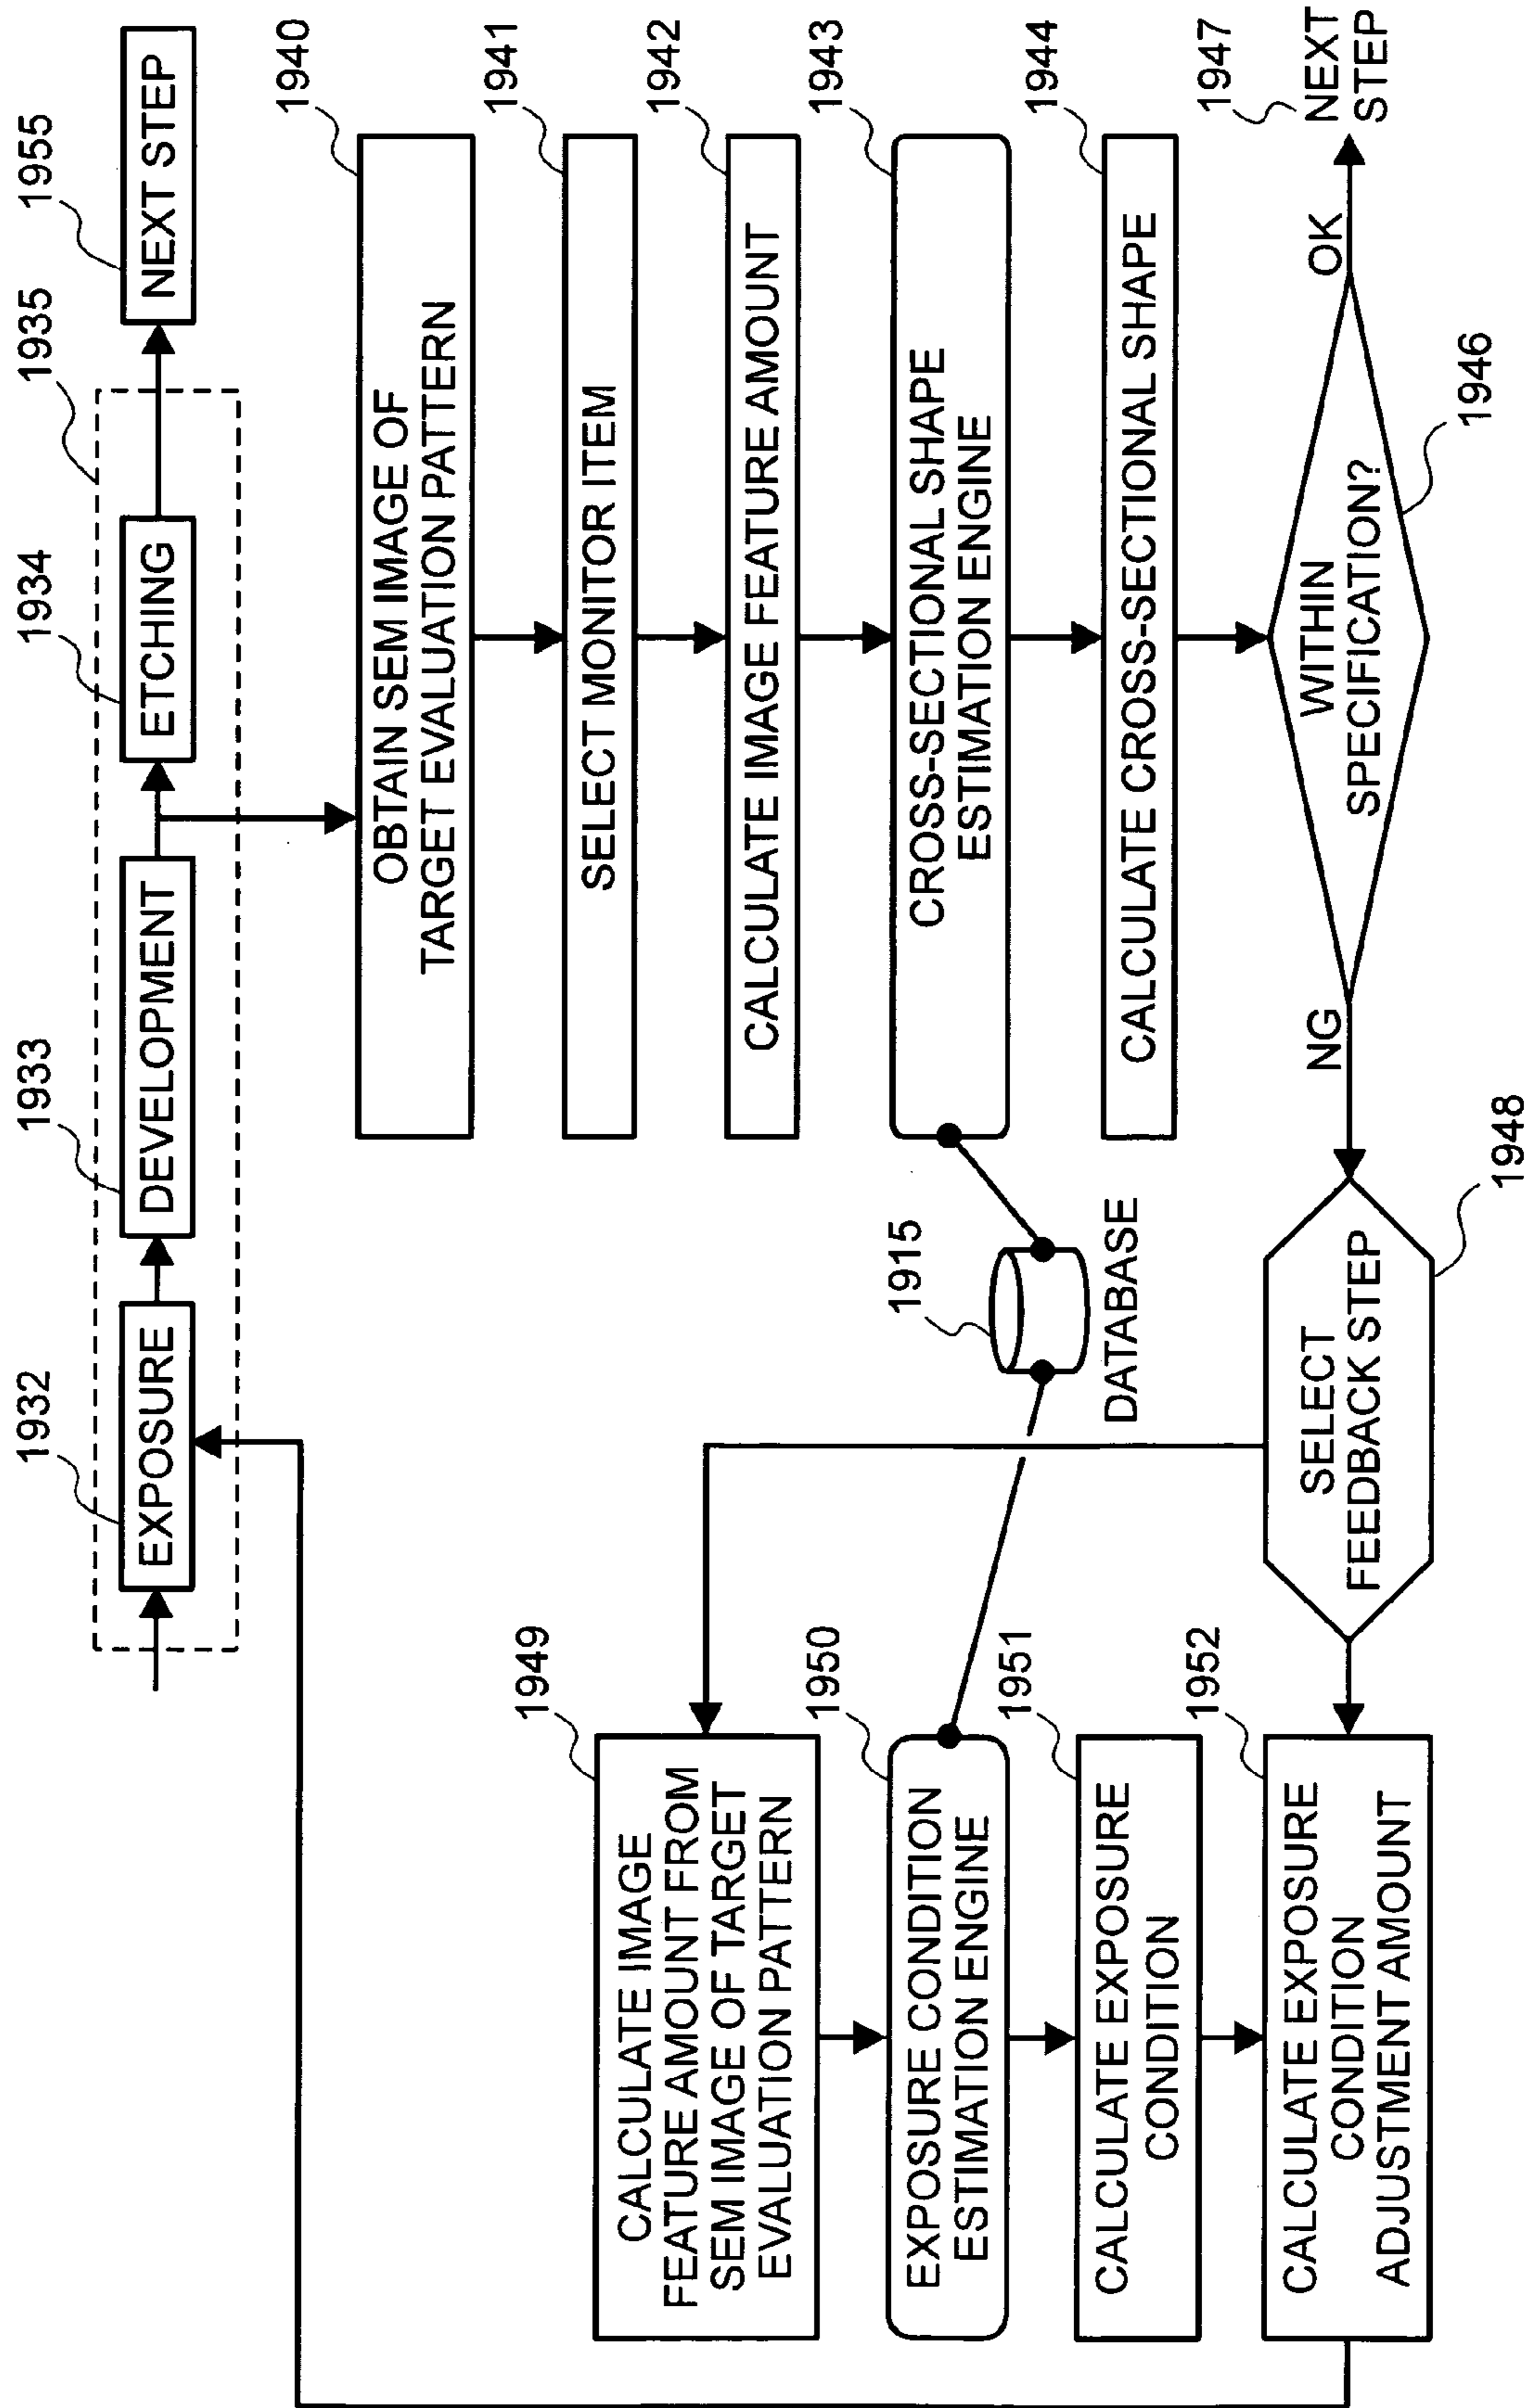 1932
1933
1934
1935
1955
EXPOSURE
DEVELOPMENT
ETCHING
NEXT STEP
1940
OBTAIN SEM IMAGE OF
TARGET EVALUATION PATTERN
1941
SELECT MONITOR ITEM
1942
CALCULATE IMAGE FEATURE AMOUNT
1943
CROSS-SECTIONAL SHAPE
ESTIMATION ENGINE
1944
CALCULATE CROSS-SECTIONAL SHAPE
WITHIN
SPECIFICATION?
1946
OK
1947
NEXT
STEP
NG
1915
DATABASE
SELECT
FEEDBACK STEP
1948
1949
CALCULATE IMAGE
FEATURE AMOUNT FROM
SEM IMAGE OF TARGET
EVALUATION PATTERN
1950
EXPOSURE CONDITION
ESTIMATION ENGINE
1951
CALCULATE EXPOSURE
CONDITION
1952
CALCULATE EXPOSURE
CONDITION
ADJUSTMENT AMOUNT